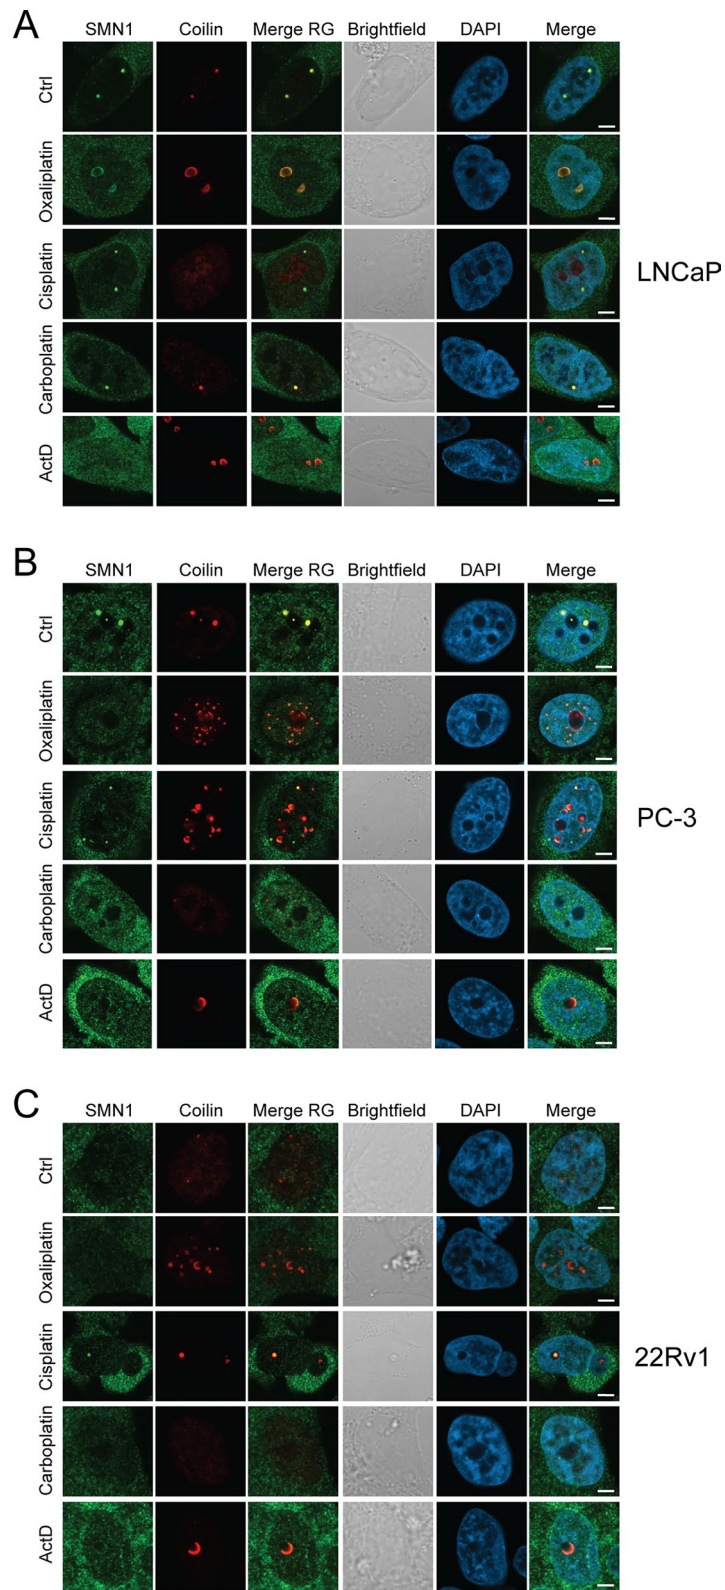 A
SMN1 Coilin Merge RG Brightfield DAPI Merge
Ctrl
Oxaliplatin
Cisplatin
Carboplatin
ActD
LNCaP
B
SMN1 Coilin Merge RG Brightfield DAPI Merge
Ctrl
Oxaliplatin
Cisplatin
Carboplatin
ActD
PC-3
C
SMN1 Coilin Merge RG Brightfield DAPI Merge
Ctrl
Oxaliplatin
Cisplatin
Carboplatin
ActD
22Rv1